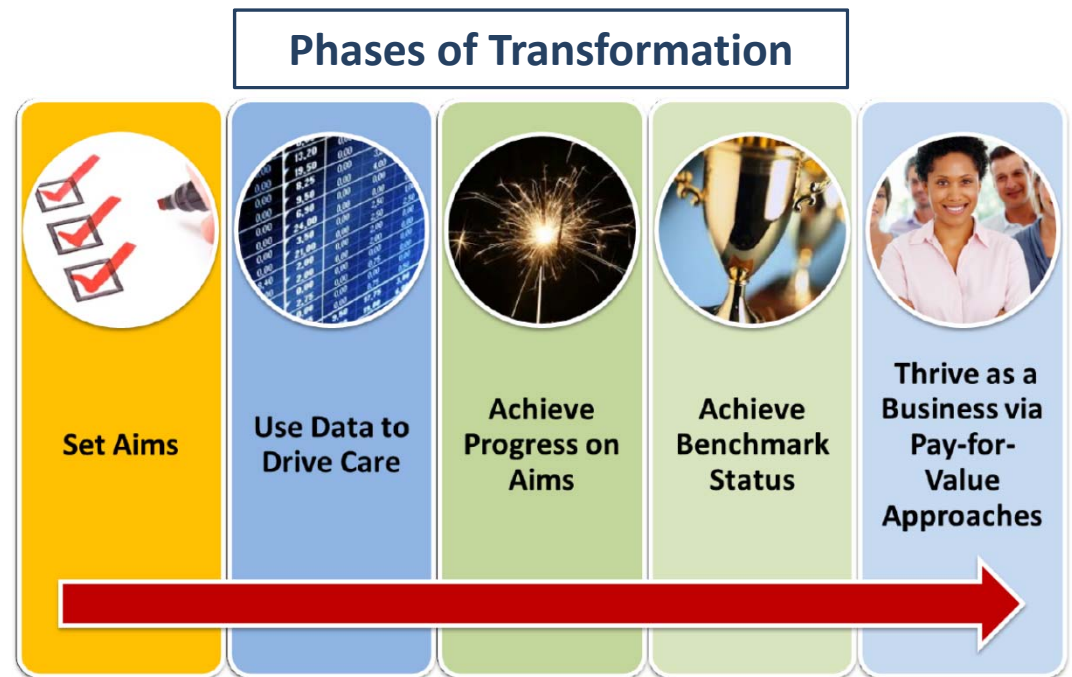 Phases of Transformation
Set Aims
Use Data to
Drive Care
Achieve
Progress on
Aims
Achieve
Benchmark
Status
Thrive as a
Business via
Pay-for-
Value
Approaches